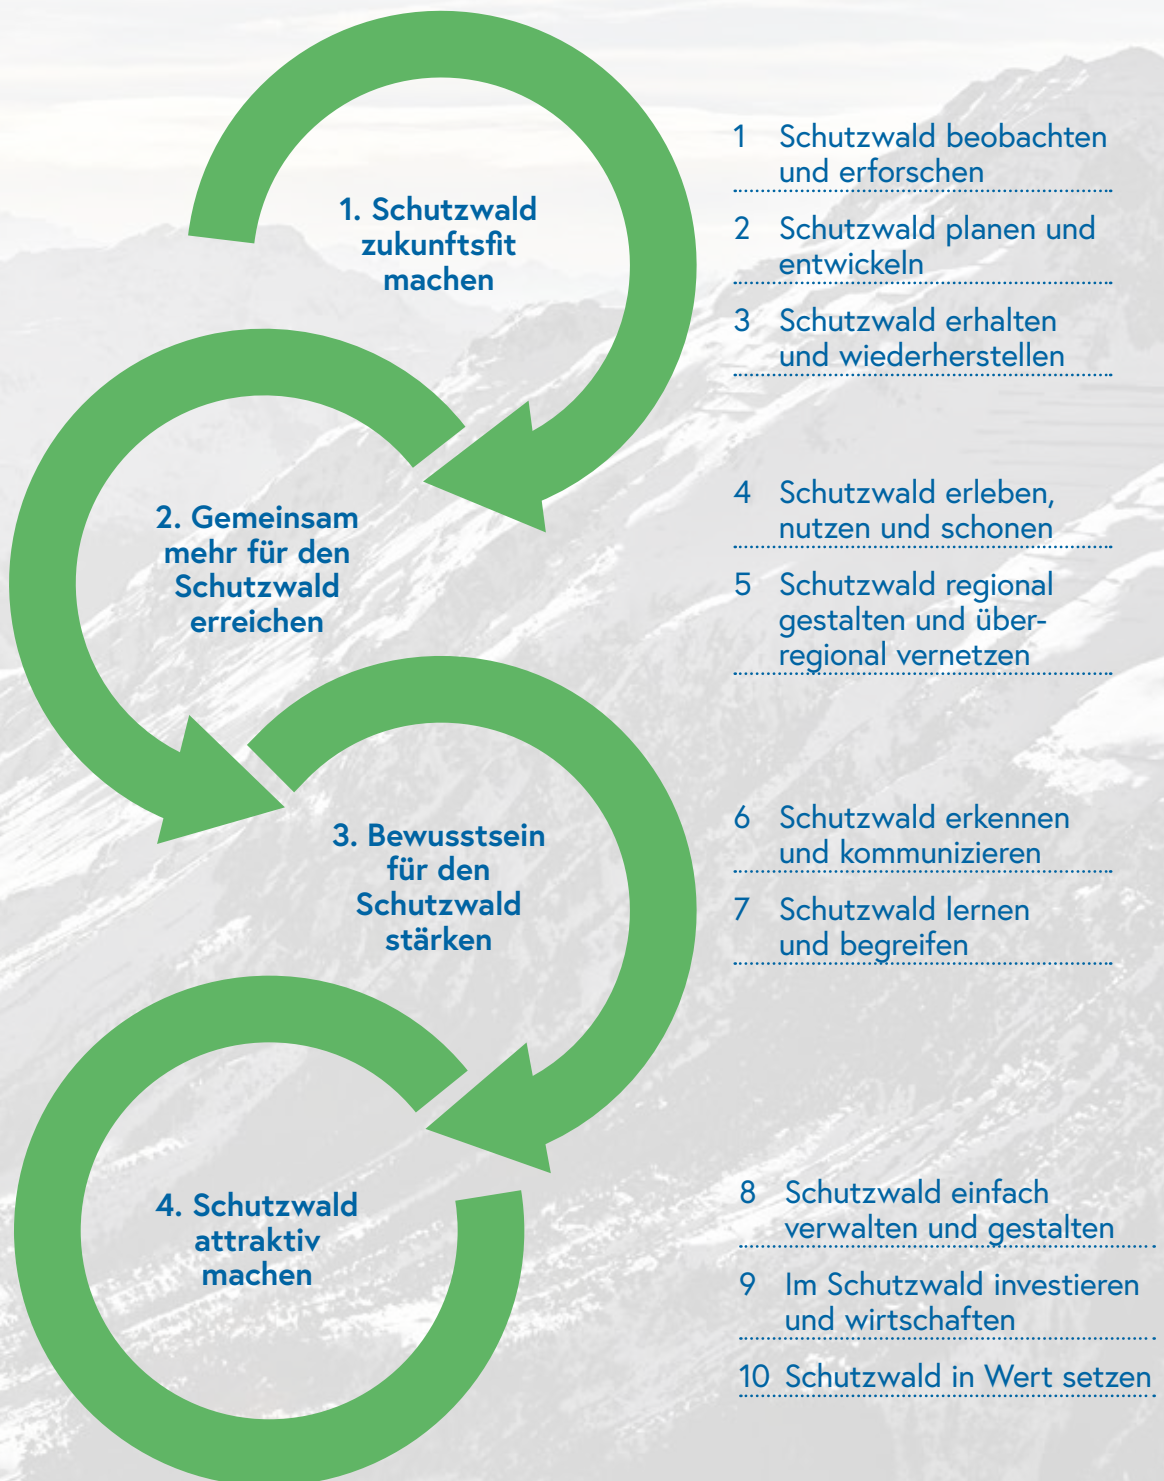 1. Schutzwald
zukunftsfit
machen
1 Schutzwald beobachten
und erforschen
2 Schutzwald planen und
entwickeln
3 Schutzwald erhalten
und wiederherstellen
2. Gemeinsam
mehr für den
Schutzwald
erreichen
4 Schutzwald erleben,
nutzen und schonen
5 Schutzwald regional
gestalten und über-
regional vernetzen
3. Bewusstsein
für den
Schutzwald
stärken
6 Schutzwald erkennen
und kommunizieren
7 Schutzwald lernen
und begreifen
4. Schutzwald
attraktiv
machen
8 Schutzwald einfach
verwalten und gestalten
9 Im Schutzwald investieren
und wirtschaften
10 Schutzwald in Wert setzen